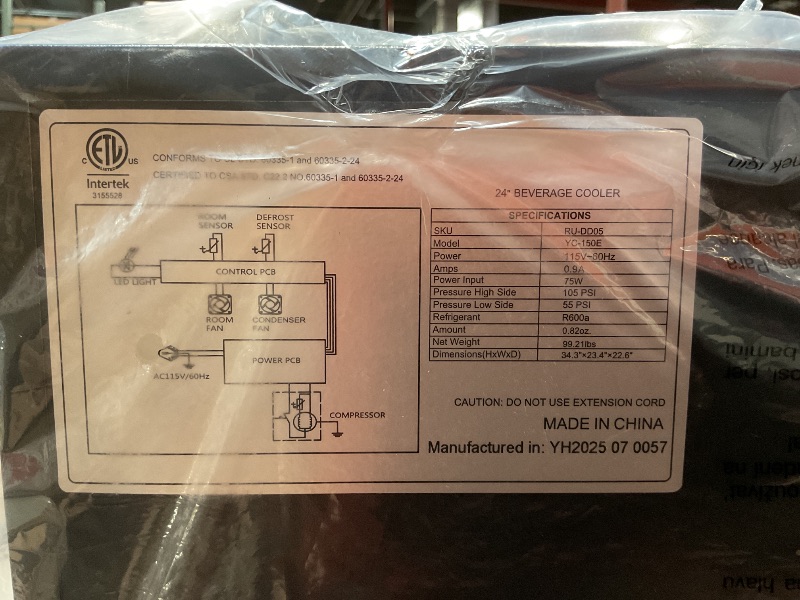 ETL
LISTED
C US
Intertek
3155528
CONFORMS TO UL STD. 60335-1 and 60335-2-24
CERTIFIED TO CSA STD. C22.2 NO.60335-1 and 60335-2-24
ROOM SENSOR
DEFROST SENSOR
LED LIGHT
CONTROL PCB
ROOM FAN
CONDENSER FAN
POWER PCB
AC115V/60Hz
COMPRESSOR
24" BEVERAGE COOLER
SPECIFICATIONS
SKU RU-DD05
Model YC-150E
Power 115V~60Hz
Amps 0.9A
Power Input 75W
Pressure High Side 105 PSI
Pressure Low Side 55 PSI
Refrigerant R600a
Amount 0.82oz.
Net Weight 99.21lbs
Dimensions(HxWxD) 34.3"×23.4"×22.6"
CAUTION: DO NOT USE EXTENSION CORD
MADE IN CHINA
Manufactured in: YH2025 07 0057
Para
bambini